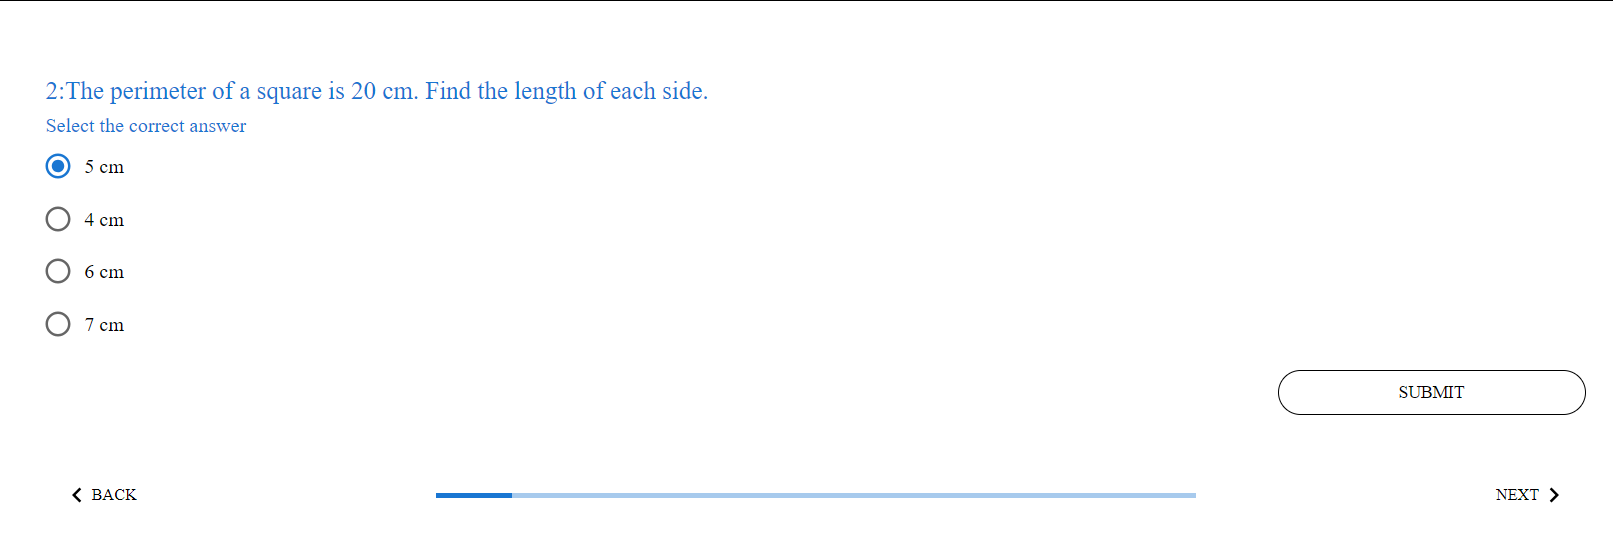 2:The perimeter of a square is 20 cm. Find the length of each side.
Select the correct answer
5 cm
4 cm
6 cm
7 cm
SUBMIT
BACK
NEXT